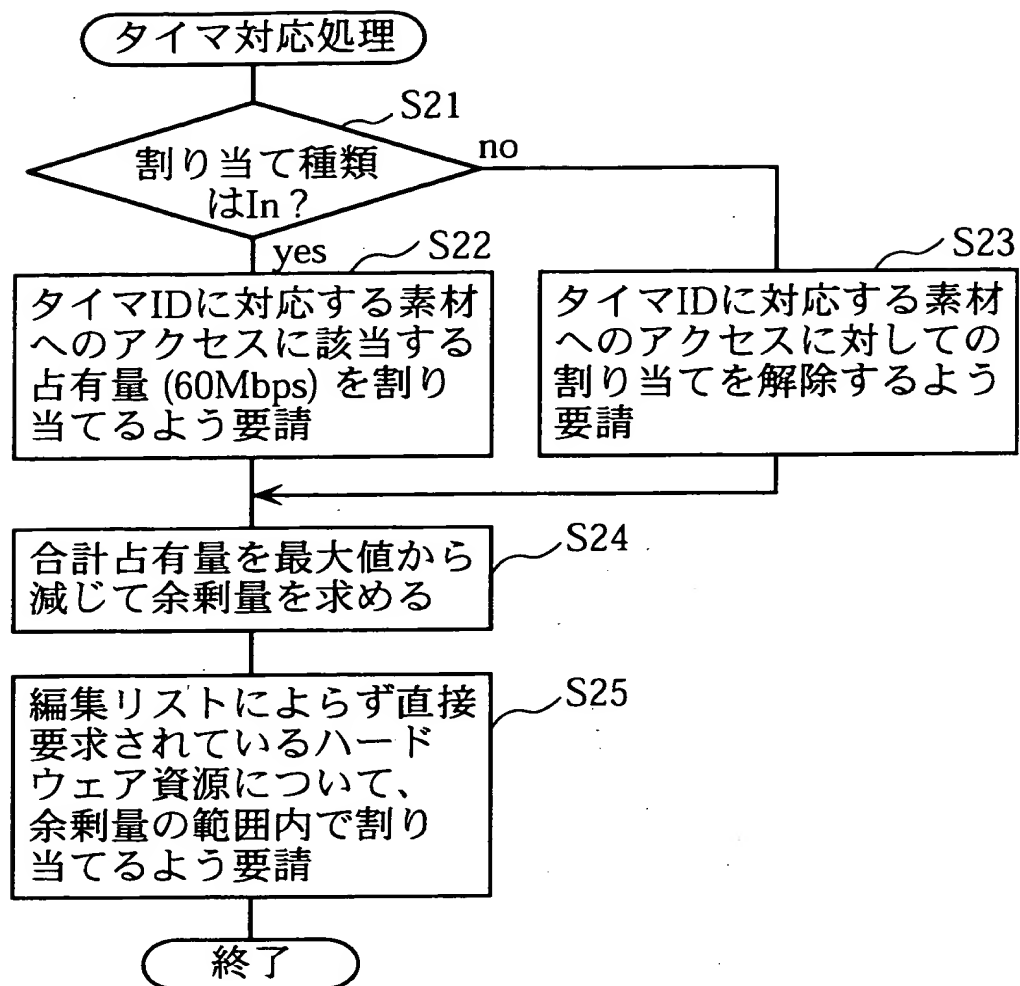 タイマ対応処理
S21
割り当て種類
はIn?
no
yes
S22
タイマIDに対応する素材
へのアクセスに該当する
占有量 (60Mbps) を割り
当てるよう要請
S23
タイマIDに対応する素材
へのアクセスに対しての
割り当てを解除するよう
要請
S24
合計占有量を最大値から
減じて余剰量を求める
S25
編集リストによらず直接
要求されているハード
ウェア資源について、
余剰量の範囲内で割り
当てるよう要請
終了